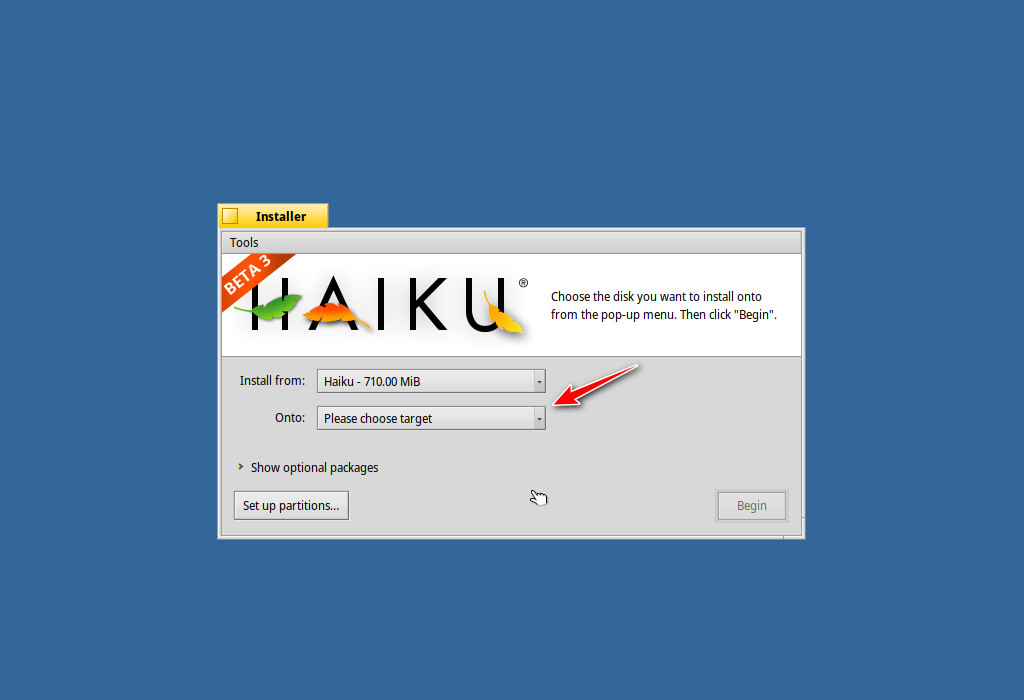 Installer
Tools
BETA 3
HAIKU®
Choose the disk you want to install onto
from the pop-up menu. Then click "Begin".
Install from: Haiku - 710.00 MiB
Onto: Please choose target
Show optional packages
Set up partitions... Begin